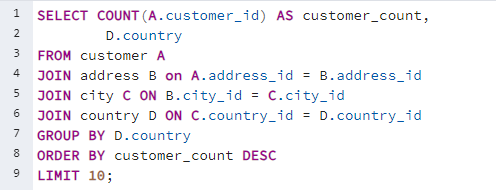 1 SELECT COUNT(A.customer_id) AS customer_count,
2 D.country
3 FROM customer A
4 JOIN address B on A.address_id = B.address_id
5 JOIN city C ON B.city_id = C.city_id
6 JOIN country D ON C.country_id = D.country_id
7 GROUP BY D.country
8 ORDER BY customer_count DESC
9 LIMIT 10;